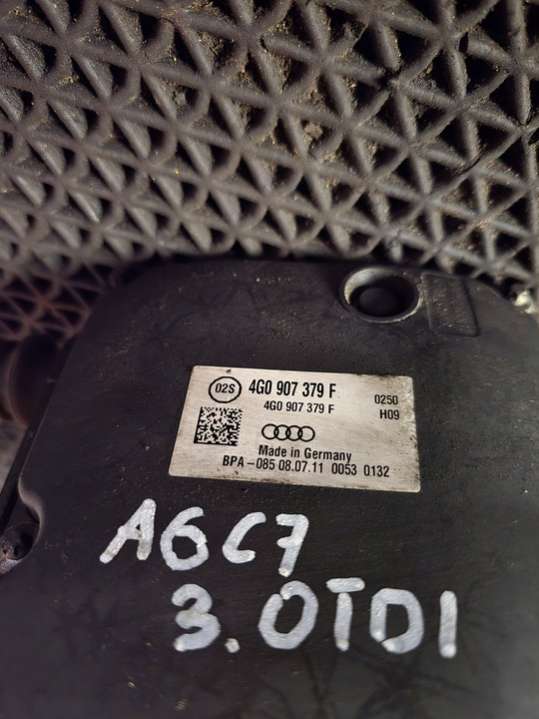 02S
4G0 907 379 F
4G0 907 379 F
0250
H09
Made in Germany
BPA-085 08.07.11 0053 0132
A6C7
3.0TDI